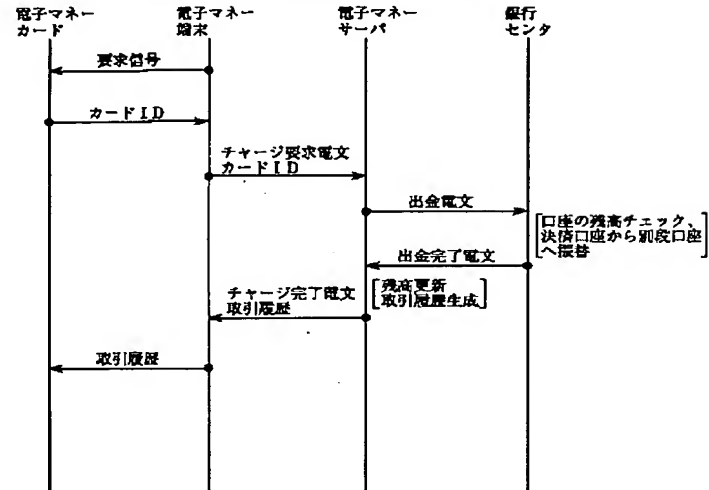 電子マネー
カード
電子マネー
端末
電子マネー
サーバ
銀行
センタ
要求信号
カードID
チャージ要求電文
カードID
出金電文
口座の残高チェック、
決済口座から別段口座
へ振替
出金完了電文
残高更新
取引履歴生成
チャージ完了電文
取引履歴
取引履歴